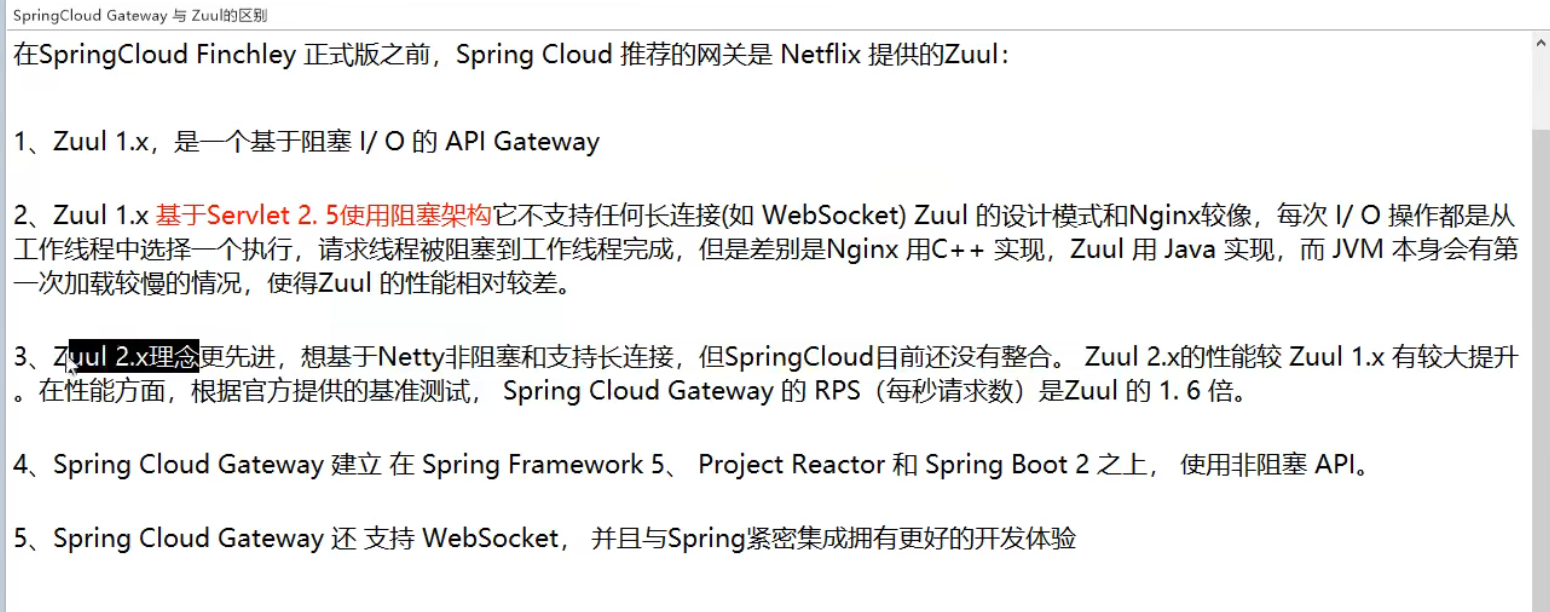 SpringCloud Gateway 与 Zuul的区别
在SpringCloud Finchley 正式版之前，Spring Cloud 推荐的网关是 Netflix 提供的Zuul：
1、Zuul 1.x，是一个基于阻塞 I/ O 的 API Gateway
2、Zuul 1.x 基于Servlet 2. 5使用阻塞架构它不支持任何长连接(如 WebSocket) Zuul 的设计模式和Nginx较像，每次 I/ O 操作都是从
工作线程中选择一个执行，请求线程被阻塞到工作线程完成，但是差别是Nginx 用C++ 实现，Zuul 用 Java 实现，而 JVM 本身会有第
一次加载较慢的情况，使得Zuul 的性能相对较差。
3、Zuul 2.x理念更先进，想基于Netty非阻塞和支持长连接，但SpringCloud目前还没有整合。 Zuul 2.x的性能较 Zuul 1.x 有较大提升
。在性能方面，根据官方提供的基准测试， Spring Cloud Gateway 的 RPS（每秒请求数）是Zuul 的 1. 6 倍。
4、Spring Cloud Gateway 建立 在 Spring Framework 5、 Project Reactor 和 Spring Boot 2 之上， 使用非阻塞 API。
5、Spring Cloud Gateway 还 支持 WebSocket， 并且与Spring紧密集成拥有更好的开发体验